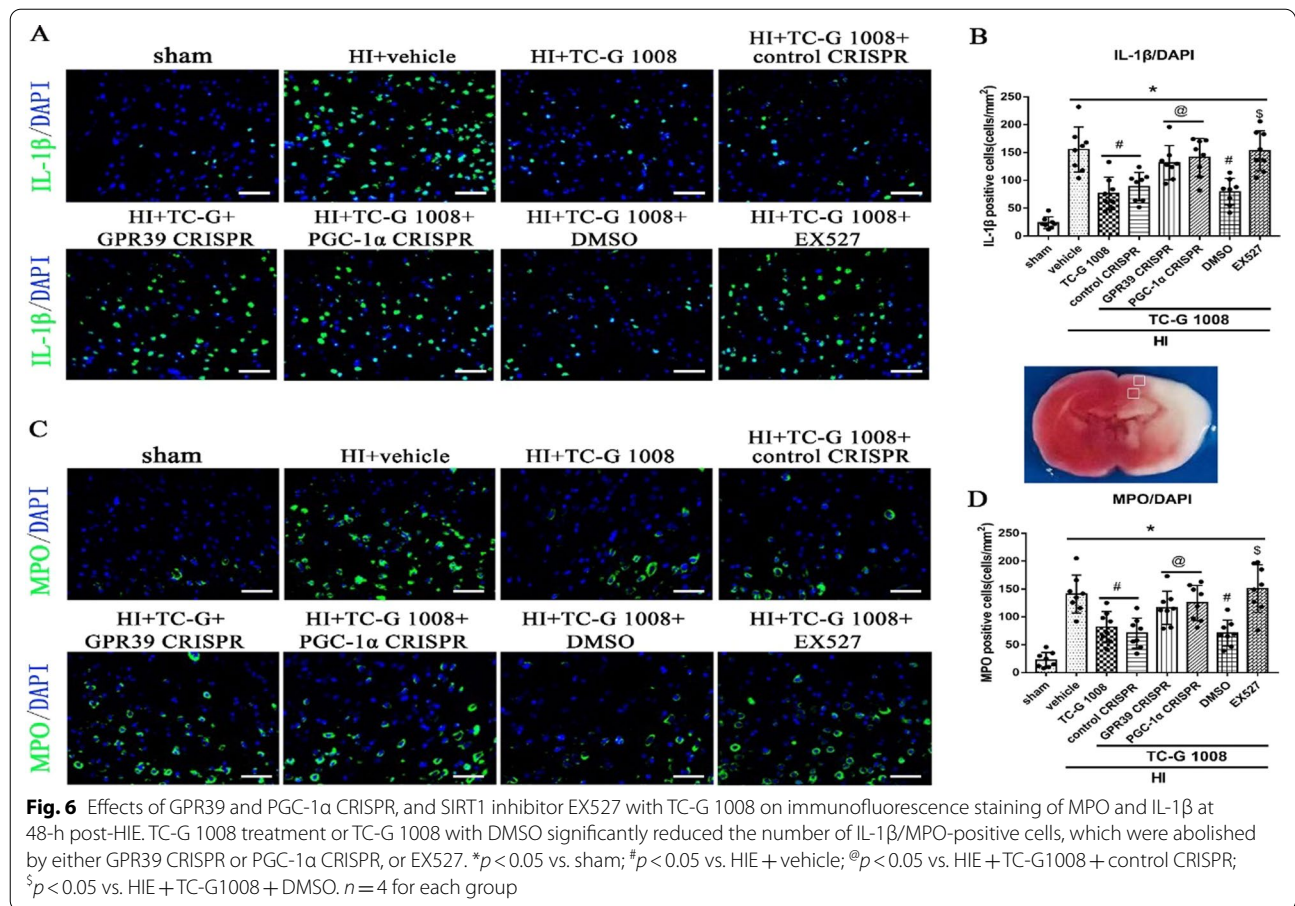 A
sham
HI+vehicle
HI+TC-G 1008
HI+TC-G 1008+
control CRISPR
IL-1β/DAPI
HI+TC-G+
GPR39 CRISPR
HI+TC-G 1008+
PGC-1α CRISPR
HI+TC-G 1008+
DMSO
HI+TC-G 1008+
EX527
IL-1β/DAPI
B
IL-1β/DAPI
IL-1β positive cells(cells/mm²)
250
200
150
100
50
0
*
#
@
#
$
sham
vehicle
TC-G 1008
control CRISPR
GPR39 CRISPR
PGC-1α CRISPR
DMSO
EX527
TC-G 1008
HI
C
sham
HI+vehicle
HI+TC-G 1008
HI+TC-G 1008+
control CRISPR
MPO/DAPI
HI+TC-G+
GPR39 CRISPR
HI+TC-G 1008+
PGC-1α CRISPR
HI+TC-G 1008+
DMSO
HI+TC-G 1008+
EX527
MPO/DAPI
D
MPO/DAPI
MPO positive cells(cells/mm²)
250
200
150
100
50
0
*
#
@
#
$
sham
vehicle
TC-G 1008
control CRISPR
GPR39 CRISPR
PGC-1α CRISPR
DMSO
EX527
TC-G 1008
HI
Fig. 6 Effects of GPR39 and PGC-1α CRISPR, and SIRT1 inhibitor EX527 with TC-G 1008 on immunofluorescence staining of MPO and IL-1β at
48-h post-HIE. TC-G 1008 treatment or TC-G 1008 with DMSO significantly reduced the number of IL-1β/MPO-positive cells, which were abolished
by either GPR39 CRISPR or PGC-1α CRISPR, or EX527. *p < 0.05 vs. sham; #p < 0.05 vs. HIE + vehicle; @p < 0.05 vs. HIE + TC-G1008 + control CRISPR;
$p < 0.05 vs. HIE + TC-G1008 + DMSO. n = 4 for each group